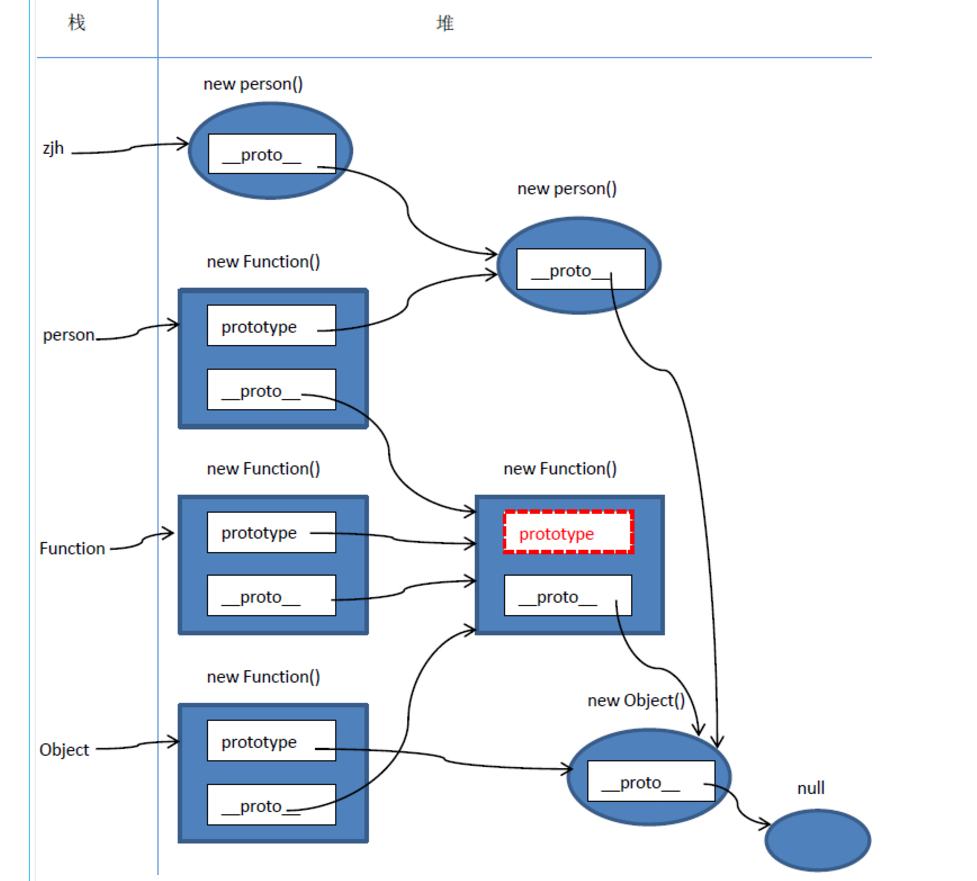 栈
堆
new person()
zjh
__proto__
new person()
__proto__
new Function()
person
prototype
__proto__
new Function()
Function
prototype
__proto__
new Function()
prototype
__proto__
new Function()
Object
prototype
__proto__
new Object()
__proto__
null